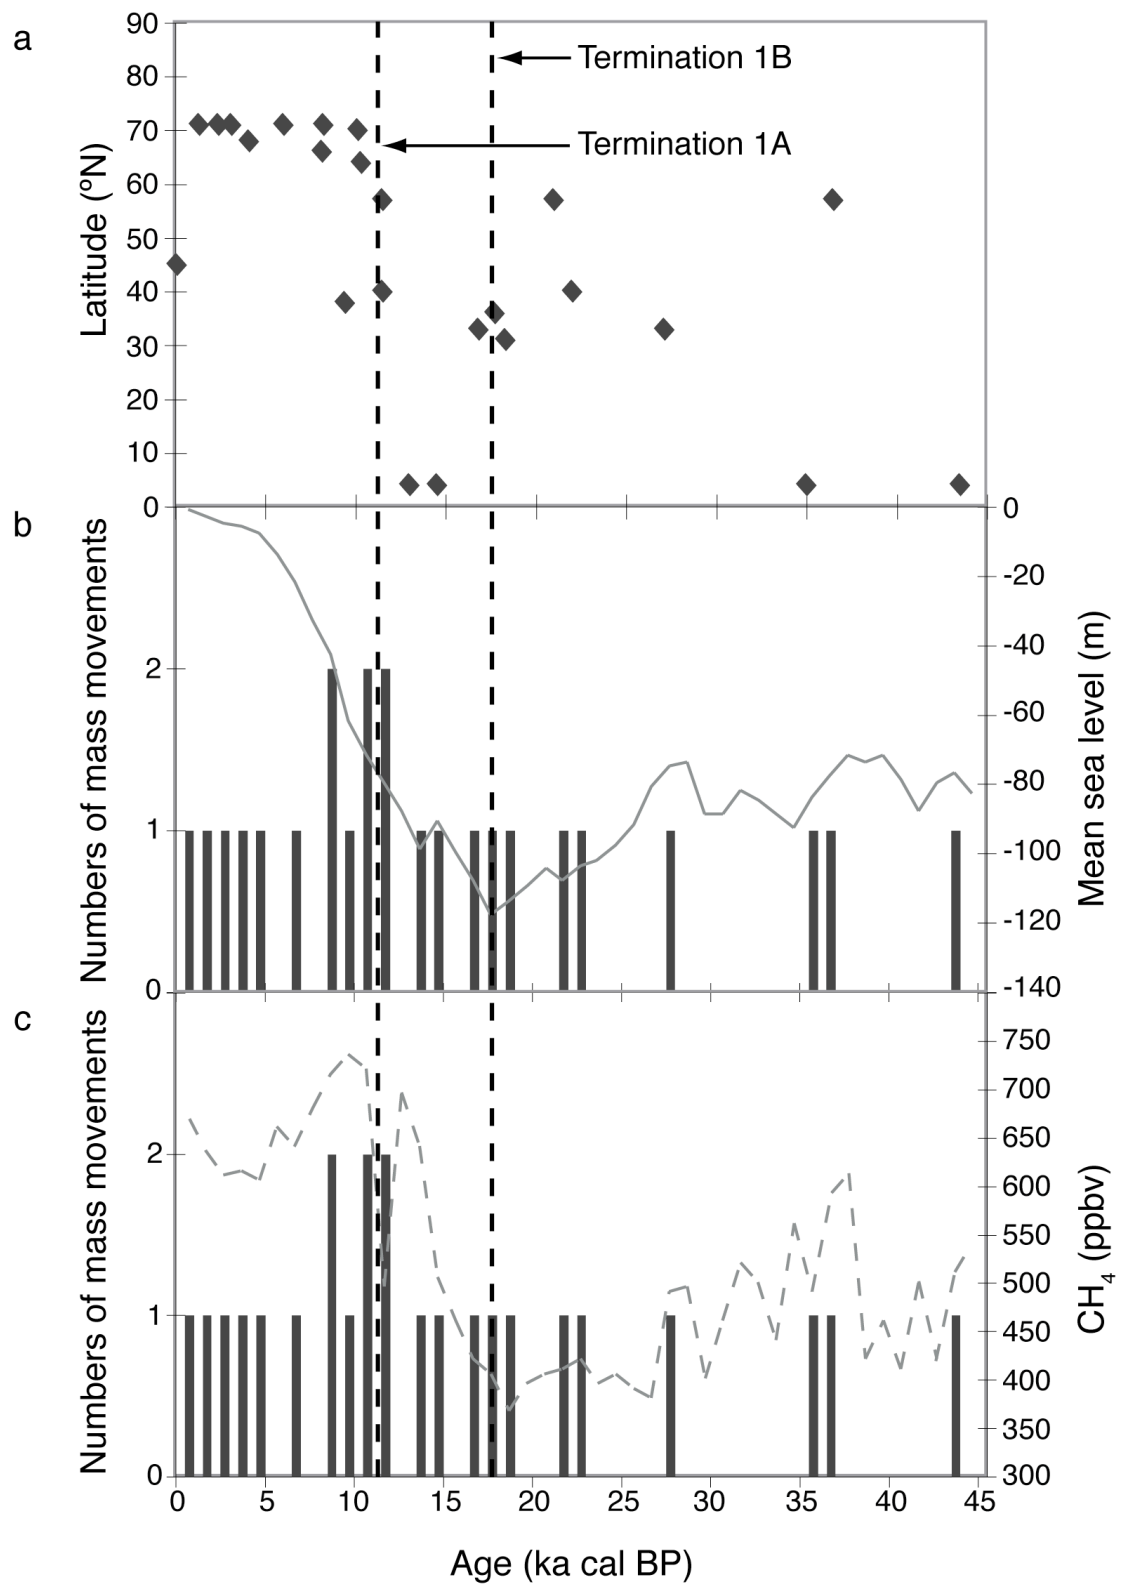 a
90
80
70
60
50
40
30
20
10
0
Latitude (ºN)
Termination 1B
Termination 1A
b
2
1
0
Numbers of mass movements
0
-20
-40
-60
-80
-100
-120
-140
Mean sea level (m)
c
2
1
0
Numbers of mass movements
750
700
650
600
550
500
450
400
350
300
CH4 (ppbv)
0 5 10 15 20 25 30 35 40 45
Age (ka cal BP)